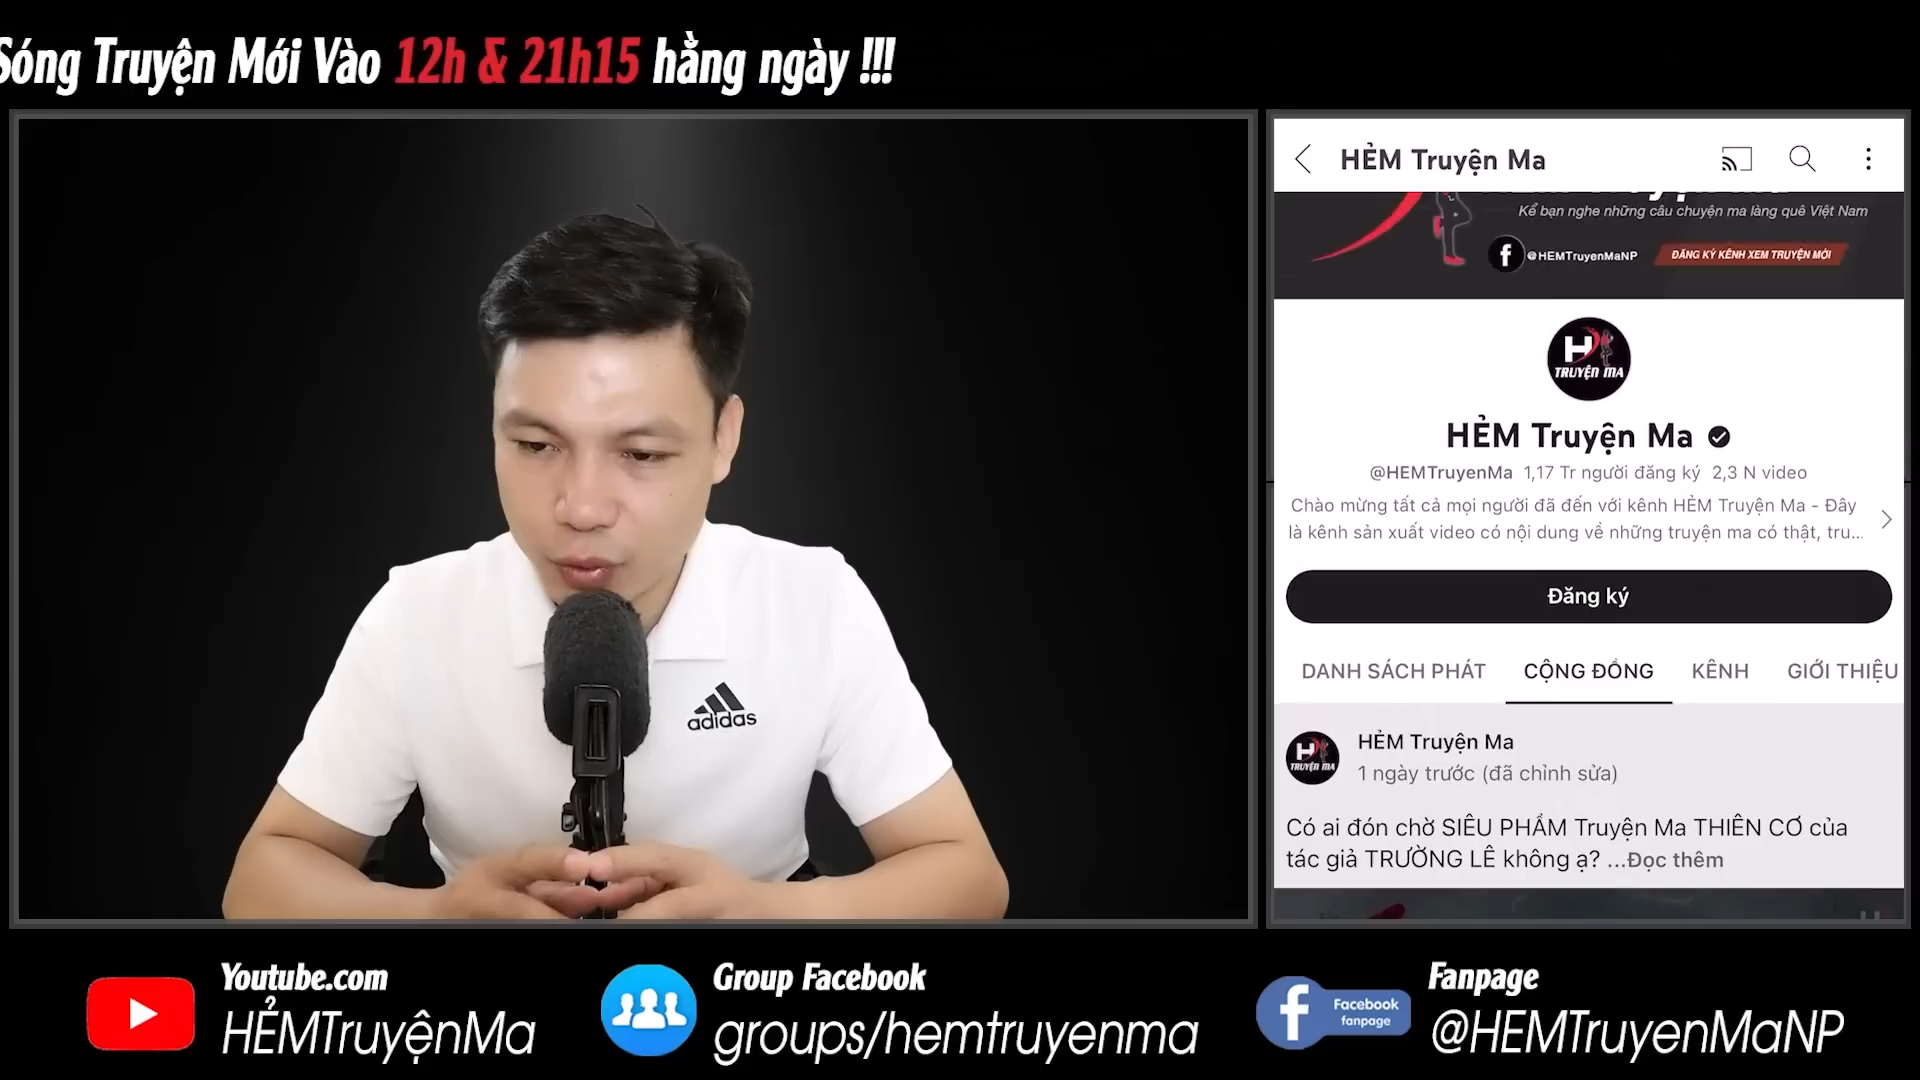 Sóng Truyện Mới Vào 12h & 21h15 hằng ngày !!!
HẺM Truyện Ma
Kể bạn nghe những câu chuyện ma làng quê Việt Nam
@HEMTruyenMaNP
ĐĂNG KÝ KÊNH XEM TRUYỆN MỚI
H
TRUYỆN MA
HẺM Truyện Ma
@HEMTruyenMa 1,17 Tr người đăng ký 2,3 N video
Chào mừng tất cả mọi người đã đến với kênh HẺM Truyện Ma - Đây
là kênh sản xuất video có nội dung về những truyện ma có thật, tru...
Đăng ký
DANH SÁCH PHÁT CỘNG ĐỒNG KÊNH GIỚI THIỆU
H
TRUYỆN MA
HẺM Truyện Ma
1 ngày trước (đã chỉnh sửa)
Có ai đón chờ SIÊU PHẨM Truyện Ma THIÊN CƠ của
tác giả TRƯỜNG LÊ không ạ? ...Đọc thêm
adidas
Youtube.com
HẺMTruyệnMa
Group Facebook
groups/hemtruyenma
Facebook
fanpage
Fanpage
@HEMTruyenMaNP